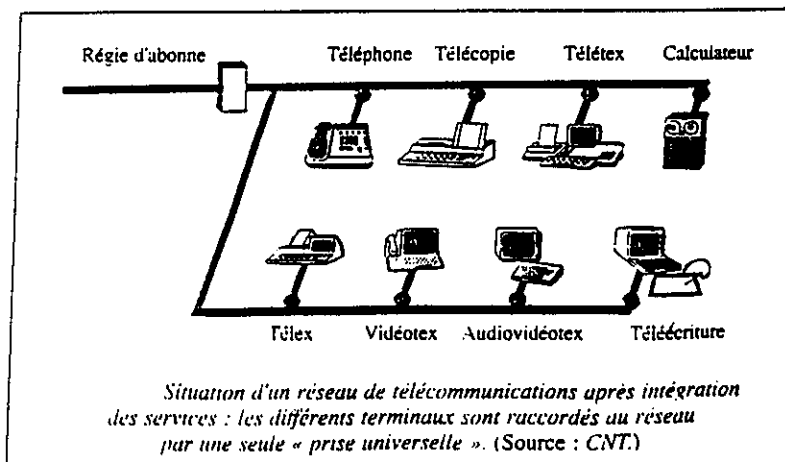 Régie d'abonne Téléphone Télécopie Télétex Calculateur
Télex Vidéotex Audiovidéotex Téléécriture
Situation d'un réseau de télécommunications après intégration
des services : les différents terminaux sont raccordés au réseau
par une seule « prise universelle ». (Source : CNT.)